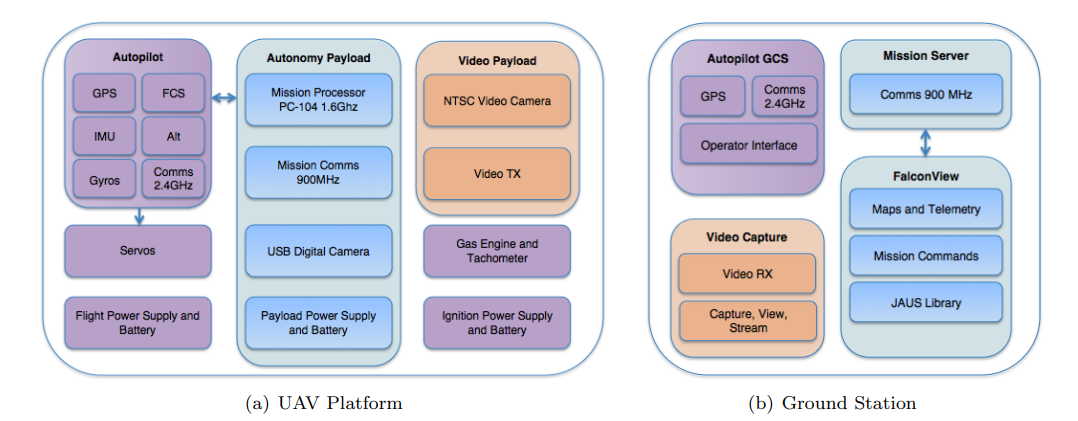 Autopilot
GPS
FCS
IMU
Alt
Gyros
Comms
2.4GHz
Servos
Flight Power Supply and
Battery
Autonomy Payload
Mission Processor
PC-104 1.6Ghz
Mission Comms
900MHz
USB Digital Camera
Payload Power Supply
and Battery
Video Payload
NTSC Video Camera
Video TX
Gas Engine and
Tachometer
Ignition Power Supply
and Battery
(a) UAV Platform
Autopilot GCS
GPS
Comms
2.4GHz
Operator Interface
Video Capture
Video RX
Capture, View,
Stream
Mission Server
Comms 900 MHz
FalconView
Maps and Telemetry
Mission Commands
JAUS Library
(b) Ground Station